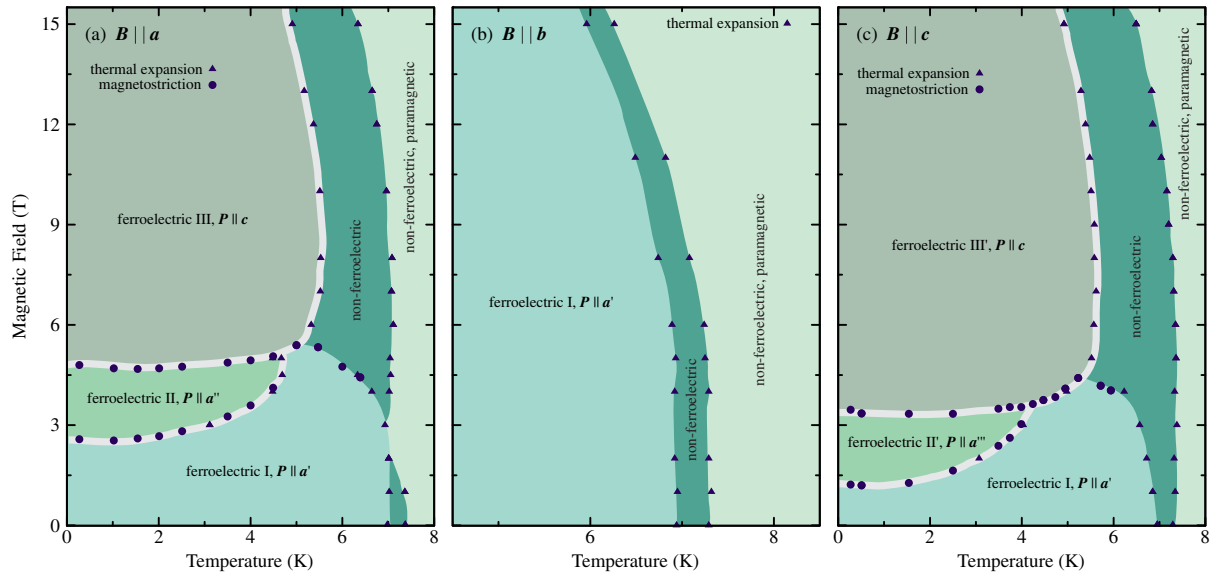 (a) B || a
thermal expansion
magnetostriction
ferroelectric III, P || c
ferroelectric II, P || a''
ferroelectric I, P || a'
non-ferroelectric
non-ferroelectric, paramagnetic
(b) B || b
thermal expansion
ferroelectric I, P || a'
non-ferroelectric
non-ferroelectric, paramagnetic
(c) B || c
thermal expansion
magnetostriction
ferroelectric III', P || c
ferroelectric II', P || a'''
ferroelectric I, P || a'
non-ferroelectric
non-ferroelectric, paramagnetic
Magnetic Field (T)
15
12
9
6
3
0
0 2 4 6 8
6 8
0 2 4 6 8
Temperature (K)
Temperature (K)
Temperature (K)